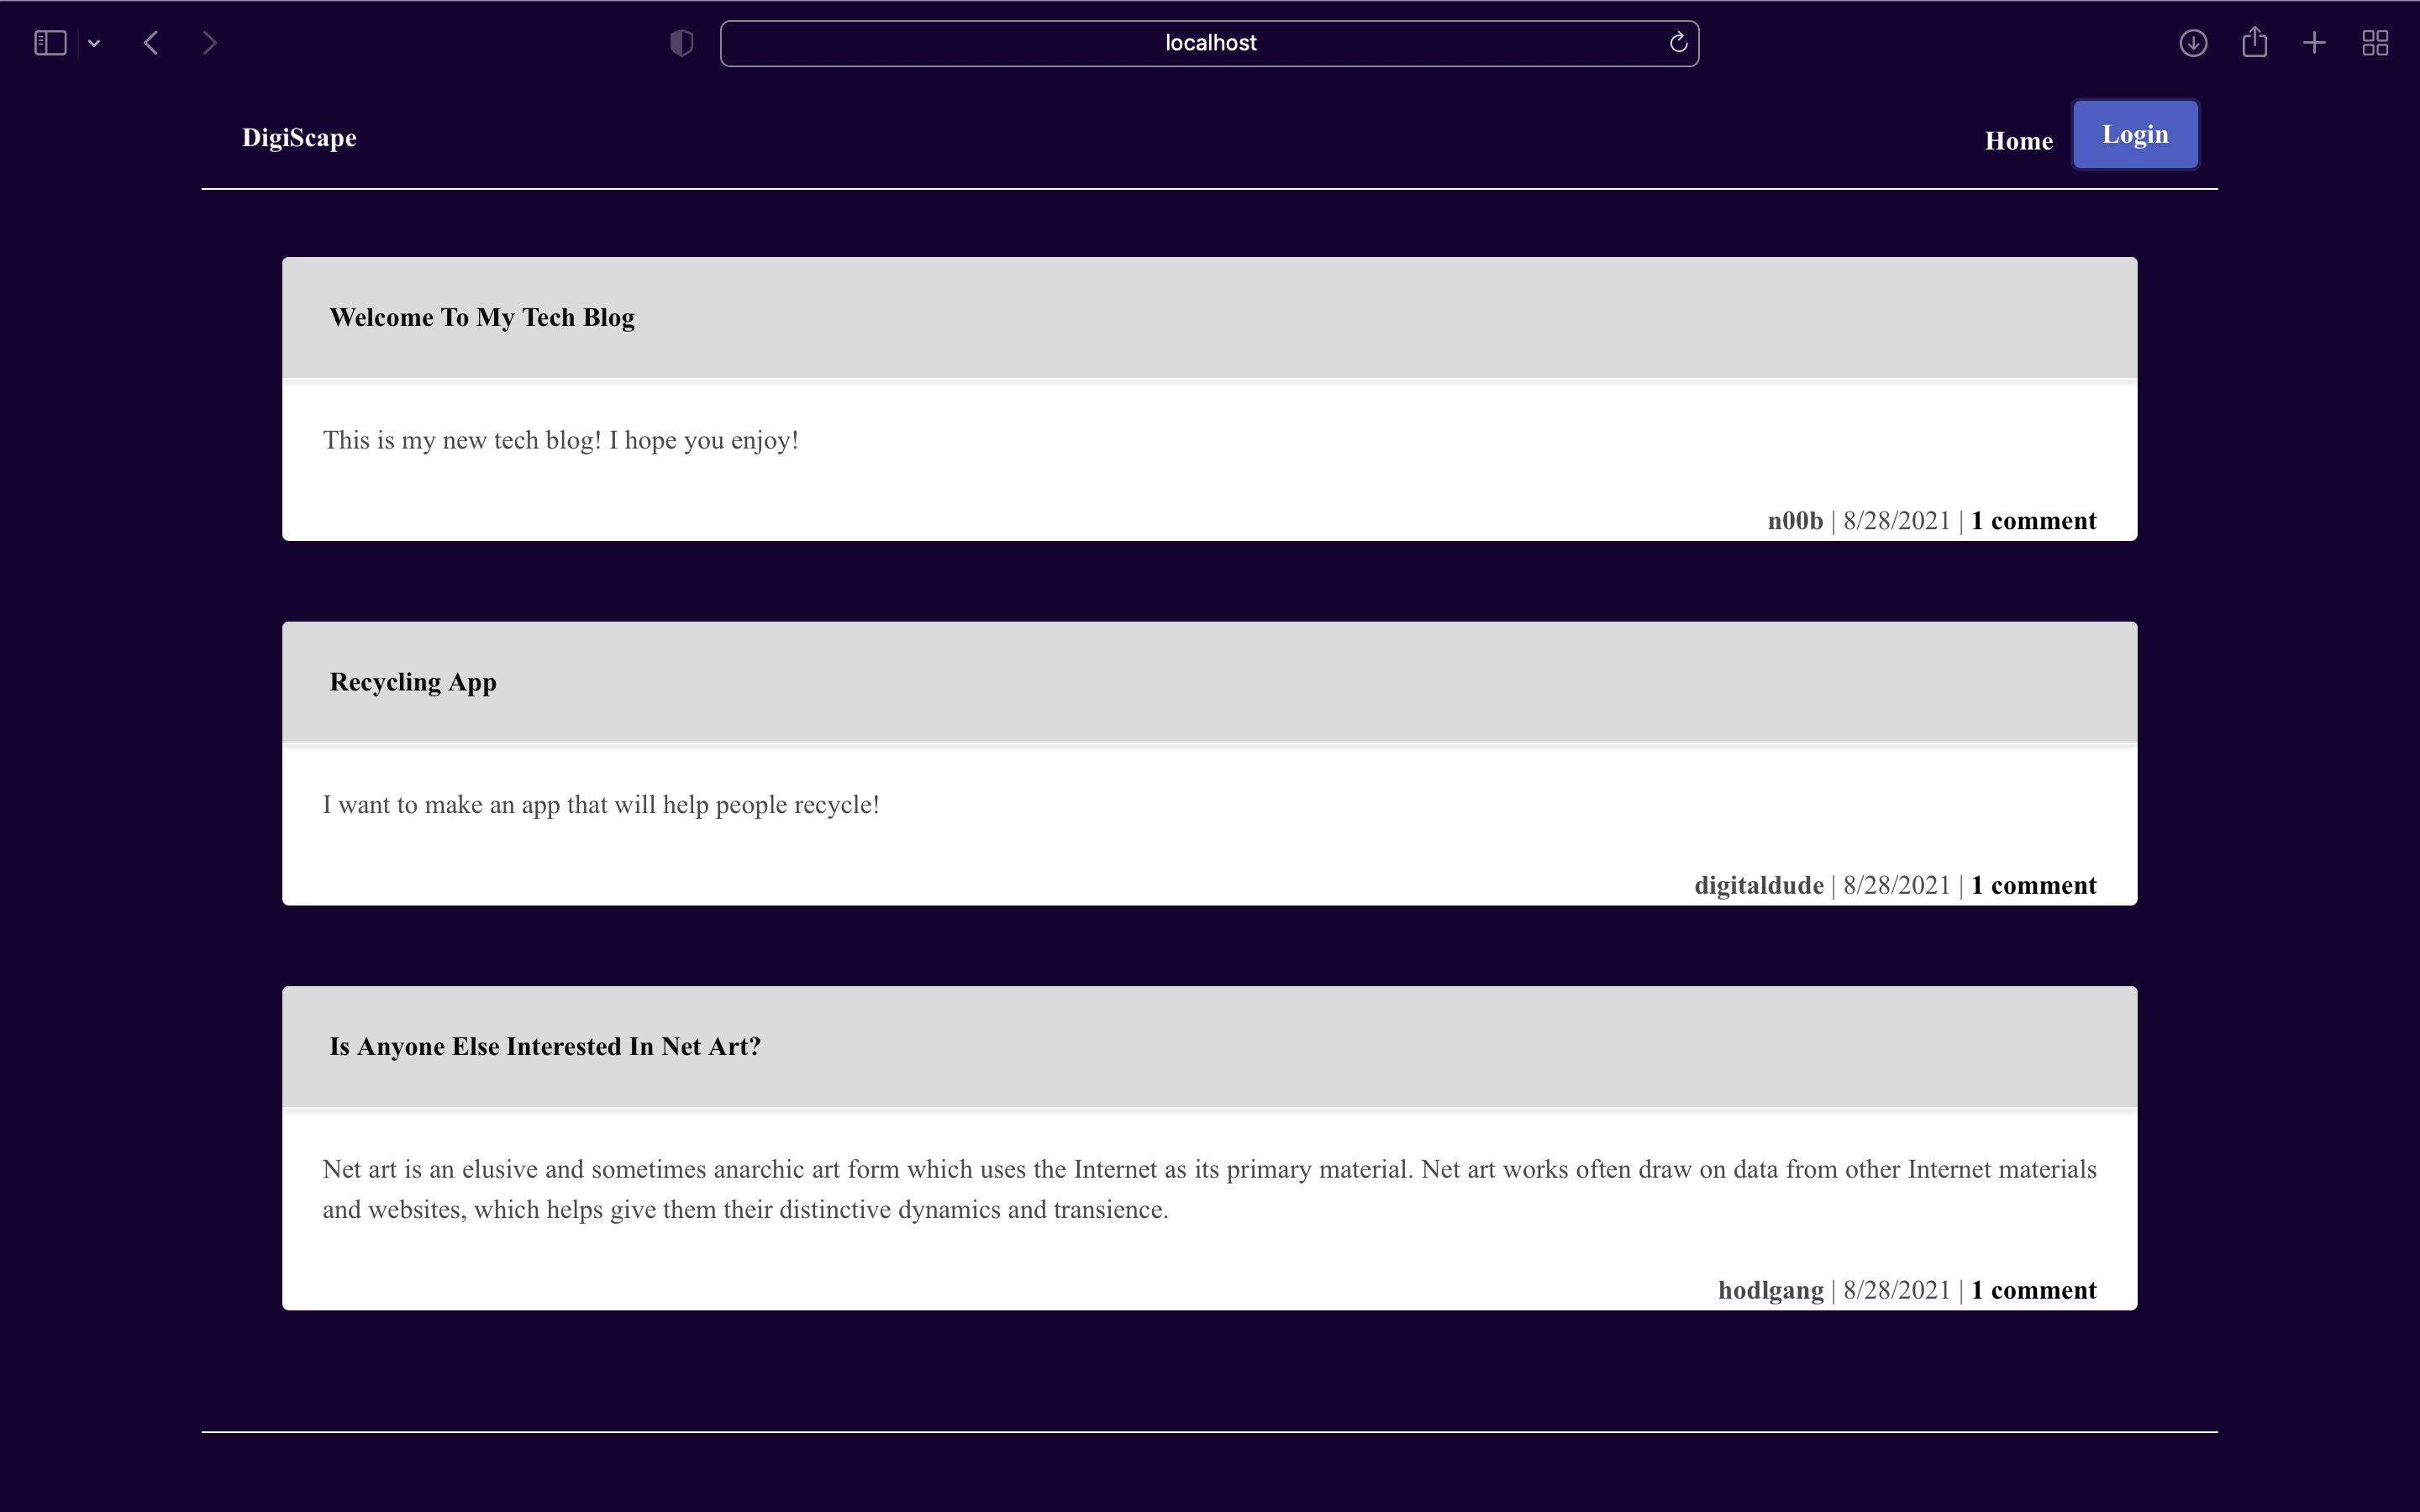 localhost
DigiScape
Home
Login
Welcome To My Tech Blog
This is my new tech blog! I hope you enjoy!
n00b | 8/28/2021 | 1 comment
Recycling App
I want to make an app that will help people recycle!
digitaldude | 8/28/2021 | 1 comment
Is Anyone Else Interested In Net Art?
Net art is an elusive and sometimes anarchic art form which uses the Internet as its primary material. Net art works often draw on data from other Internet materials
and websites, which helps give them their distinctive dynamics and transience.
hodlgang | 8/28/2021 | 1 comment